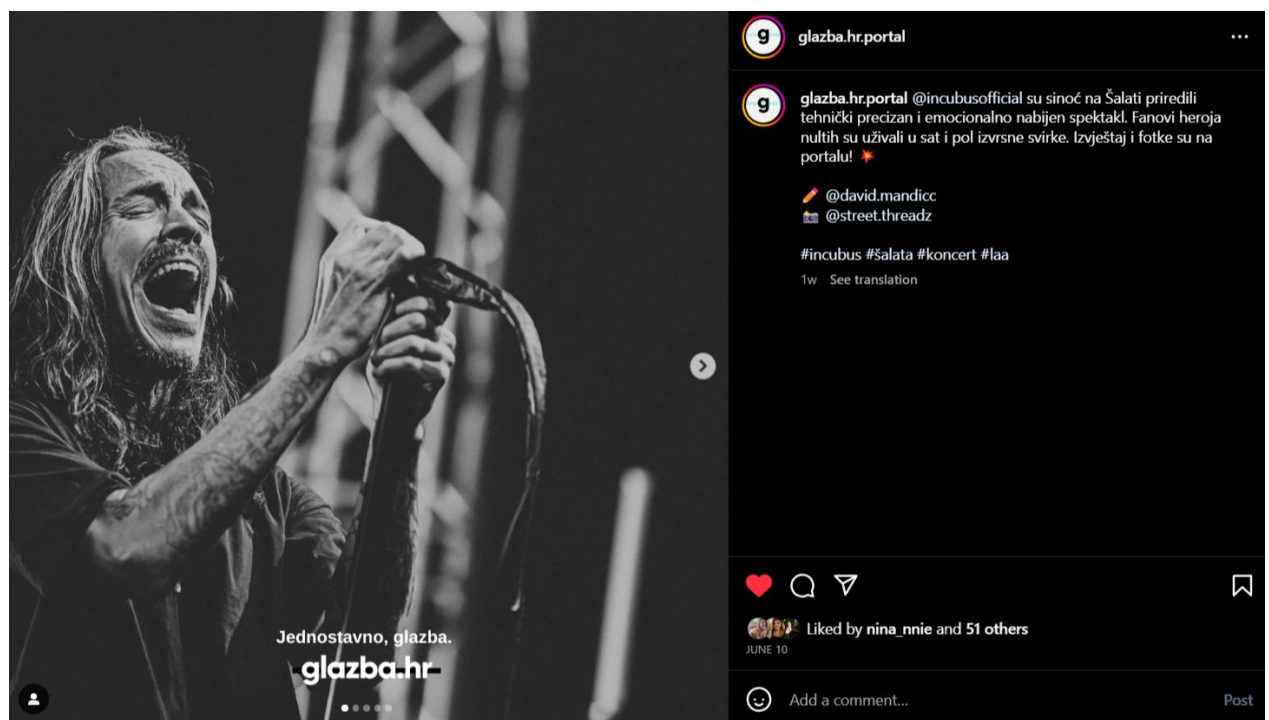 Jednostavno, glazba.
glazba.hr
g
glazba.hr.portal
g
glazba.hr.portal @incubusofficial su sinoć na Šalati priredili
tehnički precizan i emocionalno nabijen spektakl. Fanovi heroja
nultih su uživali u sat i pol izvrsne svirke. Izvještaj i fotke su na
portalu! 💥
✏️ @david.mandicc
📸 @street.threadz
#incubus #šalata #koncert #laa
1w See translation
Liked by nina_nnie and 51 others
JUNE 10
Add a comment...
Post